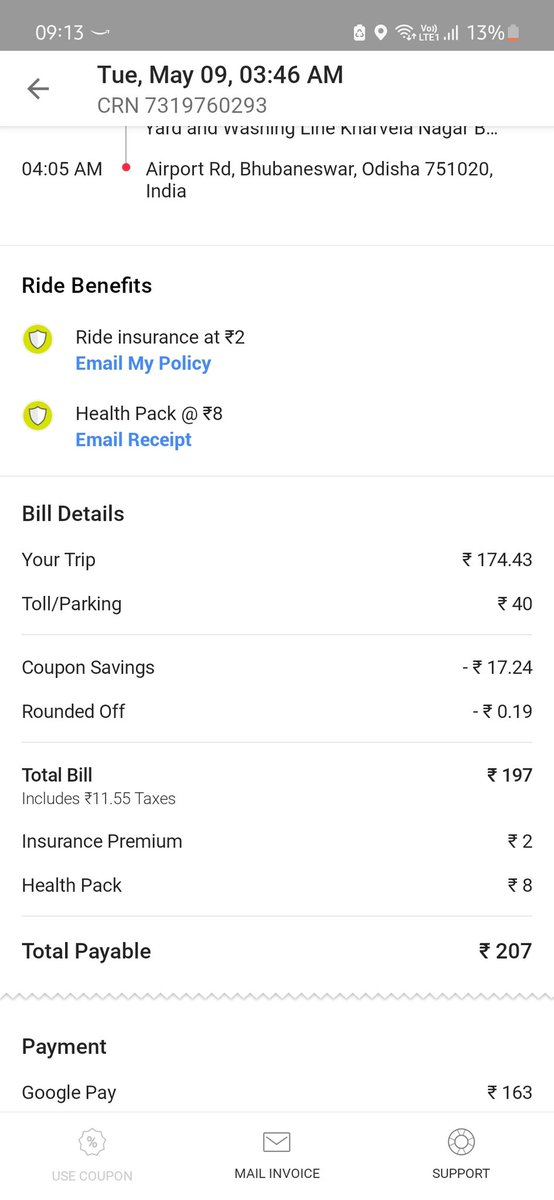 09:13
Vo))
LTE1
13%
Tue, May 09, 03:46 AM
CRN 7319760293
Yard and Washing Line Kharvela Nagar B...
04:05 AM
Airport Rd, Bhubaneswar, Odisha 751020,
India
Ride Benefits
Ride insurance at ₹2
Email My Policy
Health Pack @ ₹8
Email Receipt
Bill Details
Your Trip ₹ 174.43
Toll/Parking ₹ 40
Coupon Savings - ₹ 17.24
Rounded Off - ₹ 0.19
Total Bill ₹ 197
Includes ₹11.55 Taxes
Insurance Premium ₹ 2
Health Pack ₹ 8
Total Payable ₹ 207
Payment
Google Pay ₹ 163
%
USE COUPON
MAIL INVOICE
SUPPORT